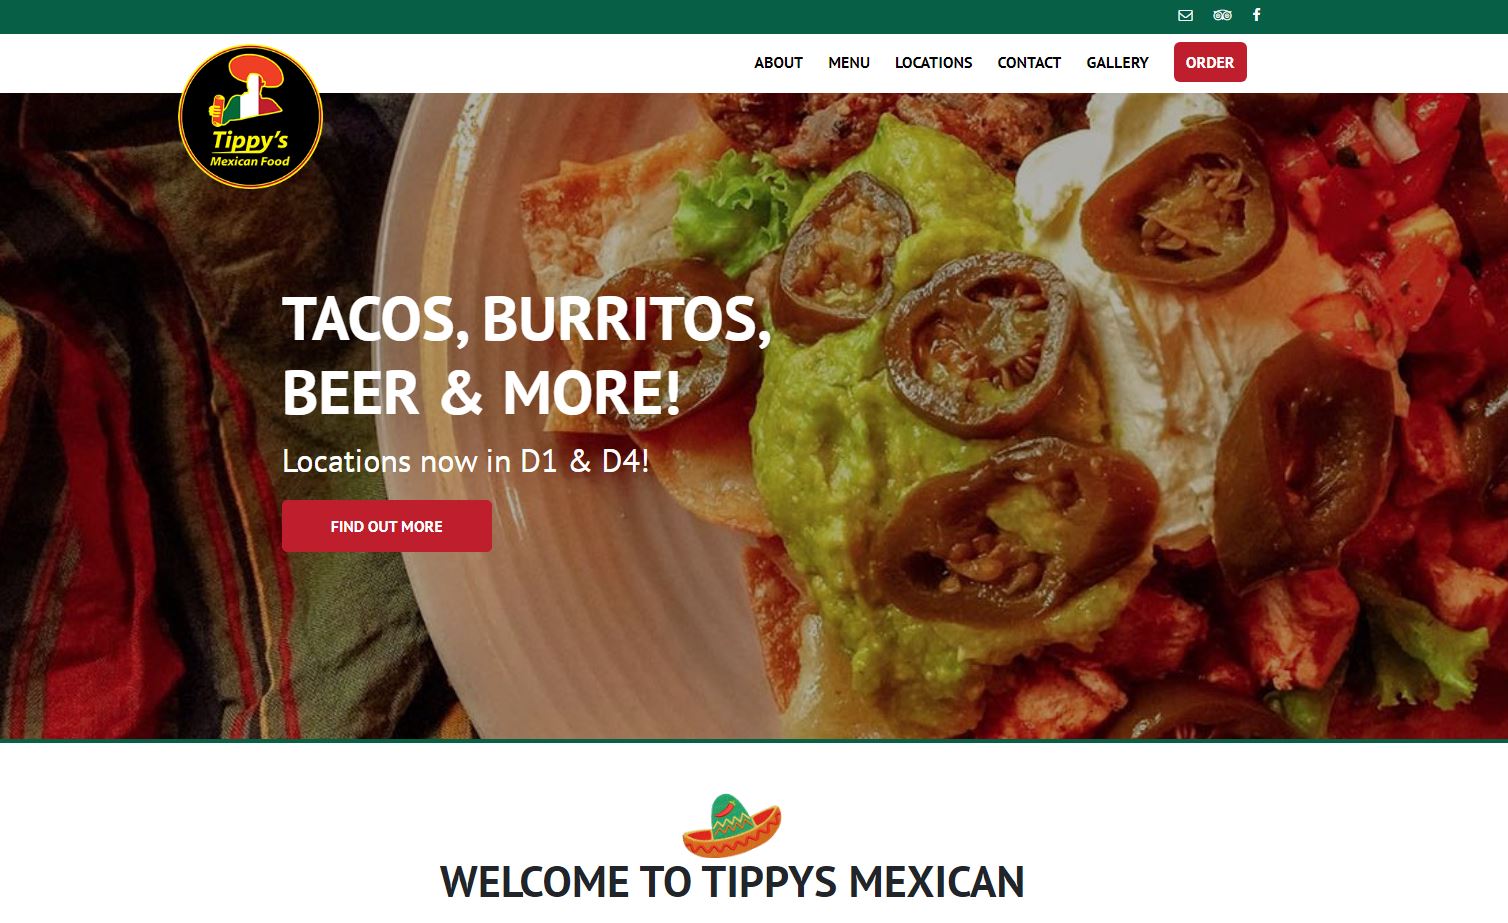 ABOUT MENU LOCATIONS CONTACT GALLERY ORDER
Tippy's
Mexican Food
TACOS, BURRITOS,
BEER & MORE!
Locations now in D1 & D4!
FIND OUT MORE
WELCOME TO TIPPYS MEXICAN